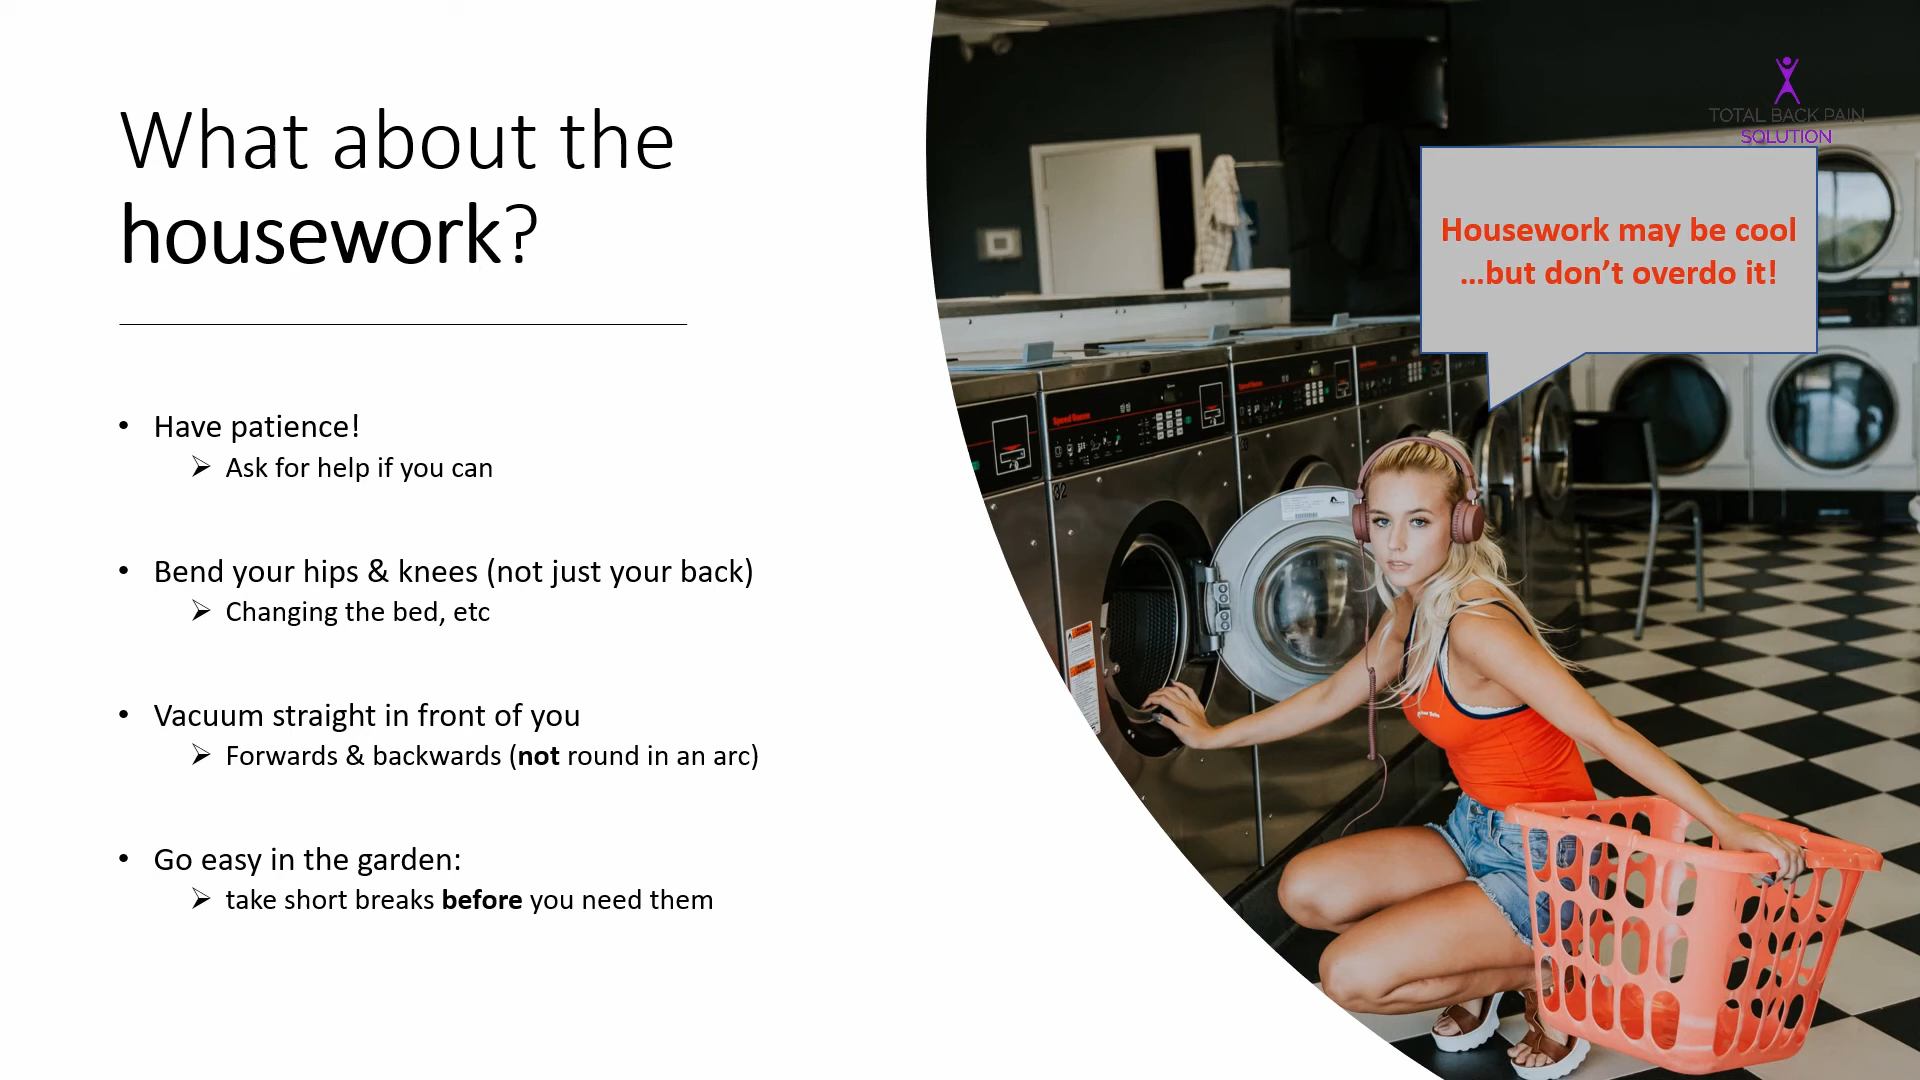 What about the
housework?
• Have patience!
➢ Ask for help if you can
• Bend your hips & knees (not just your back)
➢ Changing the bed, etc
• Vacuum straight in front of you
➢ Forwards & backwards (not round in an arc)
• Go easy in the garden:
➢ take short breaks before you need them
TOTAL BACK PAIN
SOLUTION
Housework may be cool
...but don’t overdo it!
Speed Queen
32